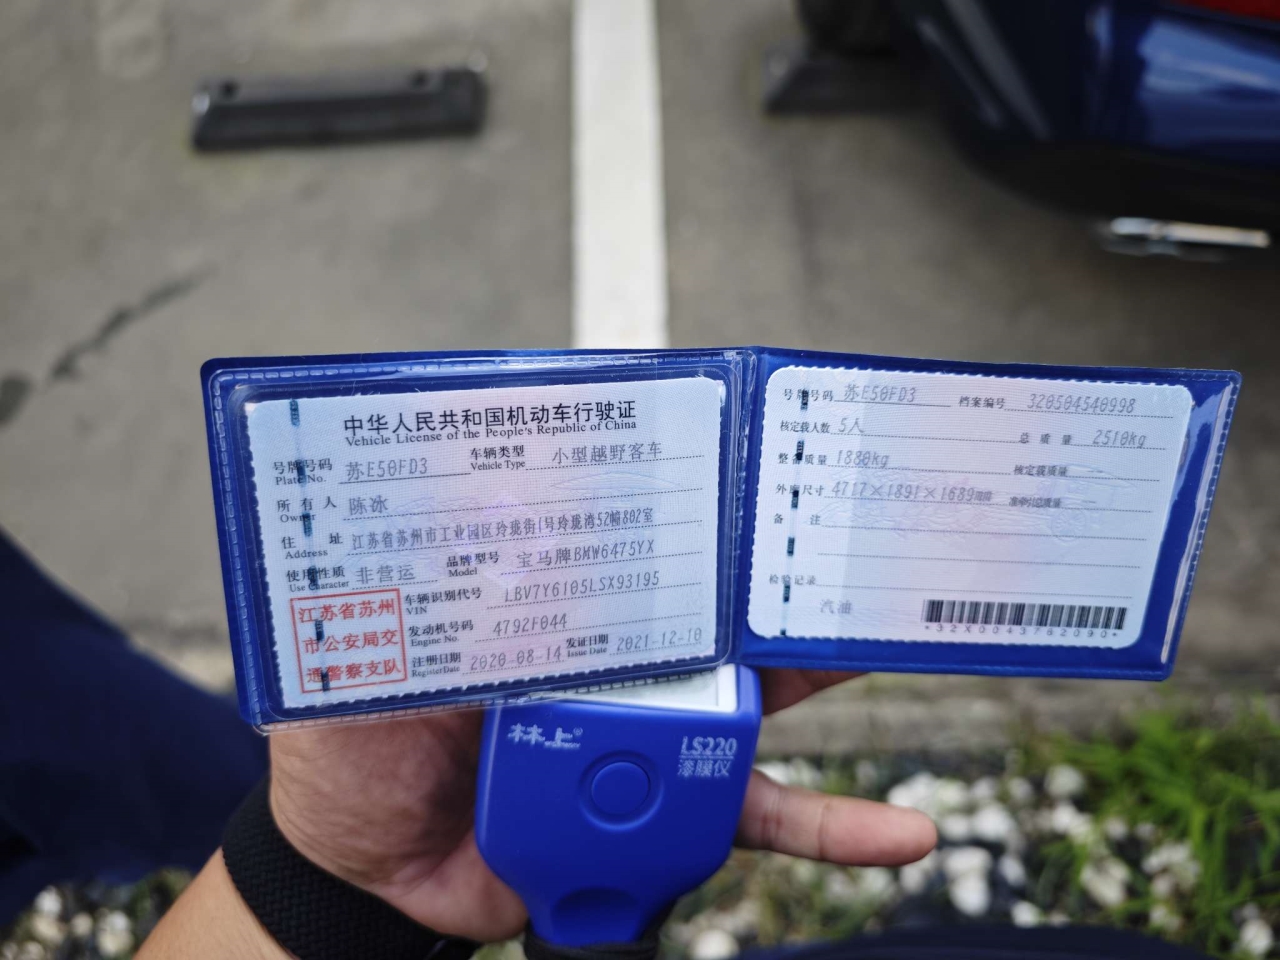 中华人民共和国机动车行驶证
Vehicle License of the People's Republic of China
号牌号码 苏E50FD3 车辆类型 小型越野客车
Plate No. Vehicle Type
所有人 陈冰
Owner
住址 江苏省苏州市工业园区玲珑街1号玲珑湾52幢802室
Address
使用性质 非营运 品牌型号 宝马牌BMW6475YX
Use Character Model
江苏省苏州
市公安局交
通警察支队
车辆识别代号 LBV7Y6105LSX93195
VIN
发动机号码 4792F044
Engine No.
注册日期 2020-08-14 发证日期 2021-12-10
Register Date Issue Date
号牌号码 苏E50FD3 档案编号 320504540998
核定载人数 5人 总质量 2510kg
整备质量 1880kg 核定载质量
外廓尺寸 4717×1891×1689mm 准牵引总质量
备注
检验记录
汽油
*32X0043762090*
林上
LS220
漆膜仪